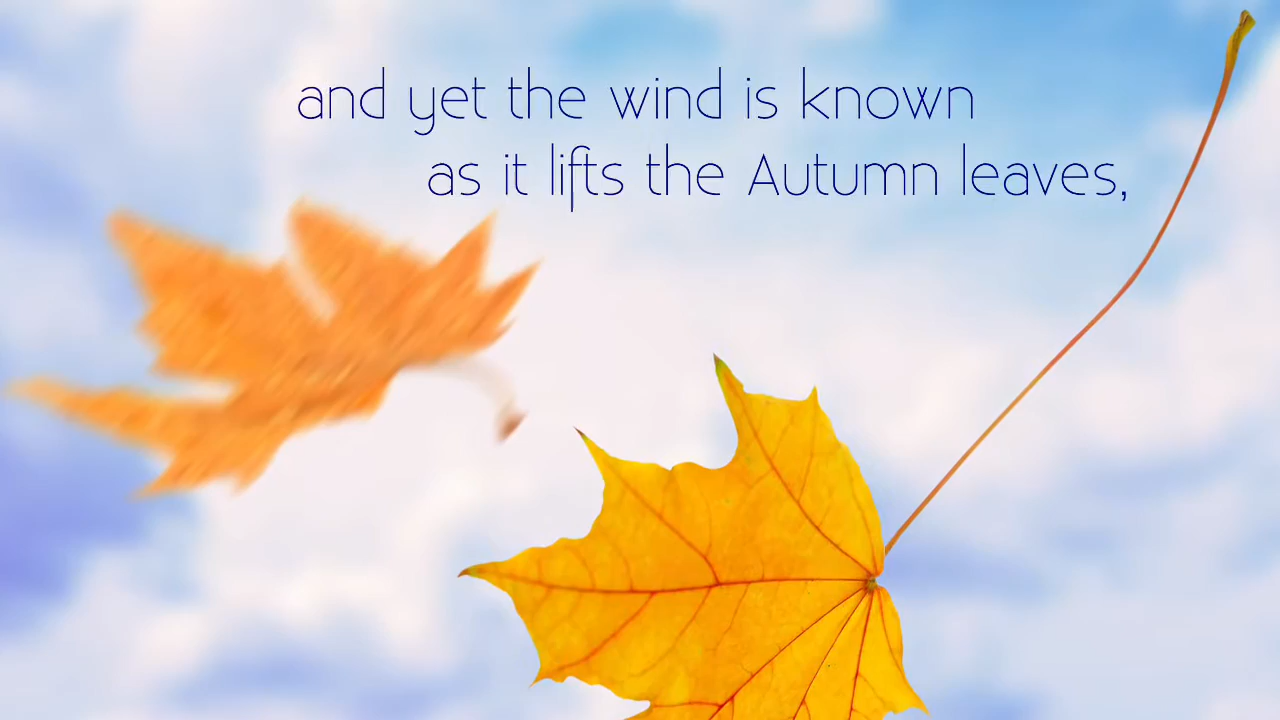 and yet the wind is known
as it lifts the Autumn leaves,